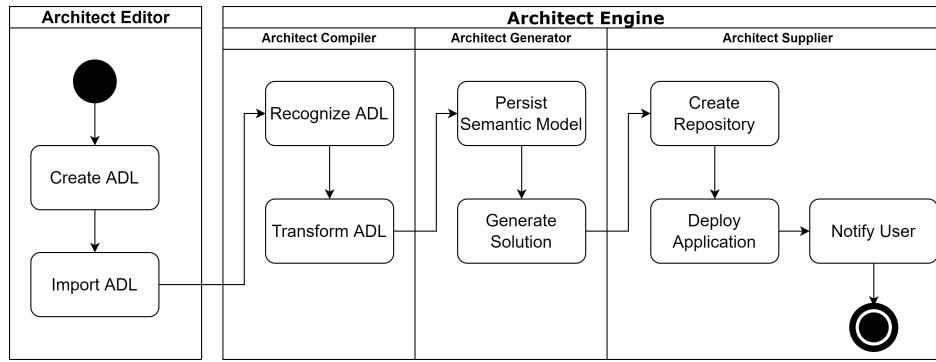 Architect Editor
Architect Engine
Architect Compiler
Architect Generator
Architect Supplier
Create ADL
Import ADL
Recognize ADL
Transform ADL
Persist
Semantic Model
Generate
Solution
Create
Repository
Deploy
Application
Notify User